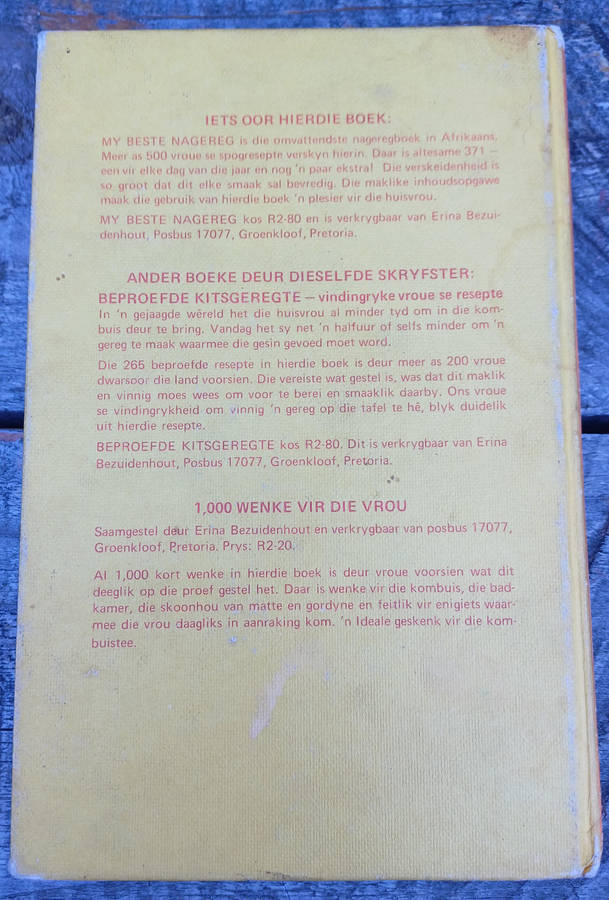 IETS OOR HIERDIE BOEK:
MY BESTE NAGEREG is die omvattendste nageregboek in Afrikaans.
Meer as 500 vroue se spogresepte verskyn hierin. Daar is altesame 371 —
een vir elke dag van die jaar en nog 'n paar ekstra! Die verskeidenheid is
so groot dat dit elke smaak sal bevredig. Die maklike inhoudsopgawe
maak die gebruik van hierdie boek 'n plesier vir die huisvrou.
MY BESTE NAGEREG kos R2-80 en is verkrygbaar van Erina Bezui-
denhout, Posbus 17077, Groenkloof, Pretoria.
ANDER BOEKE DEUR DIESELFDE SKRYFSTER:
BEPROEFDE KITSGEREGTE — vindingryke vroue se resepte
In 'n gejaagde wêreld het die huisvrou al minder tyd om in die kom-
buis deur te bring. Vandag het sy net 'n halfuur of selfs minder om 'n
gereg te maak waarmee die gesin gevoed moet word.
Die 265 beproefde resepte in hierdie boek is deur meer as 200 vroue
dwarsoor die land voorsien. Die vereiste wat gestel is, was dat dit maklik
en vinnig moes wees om voor te berei en smaaklik daarby. Ons vroue
se vindingrykheid om vinnig 'n gereg op die tafel te hê, blyk duidelik
uit hierdie resepte.
BEPROEFDE KITSGEREGTE kos R2-80. Dit is verkrygbaar van Erina
Bezuidenhout, Posbus 17077, Groenkloof, Pretoria.
1,000 WENKE VIR DIE VROU
Saamgestel deur Erina Bezuidenhout en verkrygbaar van posbus 17077,
Groenkloof, Pretoria. Prys: R2-20.
Al 1,000 kort wenke in hierdie boek is deur vroue voorsien wat dit
deeglik op die proef gestel het. Daar is wenke vir die kombuis, die bad-
kamer, die skoonhou van matte en gordyne en feitlik vir enigiets waar-
mee die vrou daagliks in aanraking kom. 'n Ideale geskenk vir die kom-
buistee.